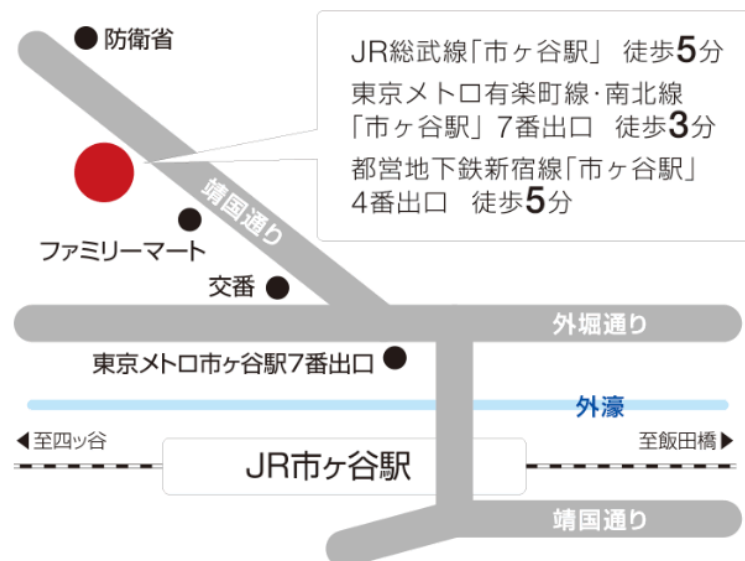 防衛省
JR総武線「市ヶ谷駅」 徒歩5分
東京メトロ有楽町線・南北線
「市ヶ谷駅」 7番出口 徒歩3分
都営地下鉄新宿線「市ヶ谷駅」
4番出口 徒歩5分
靖国通り
ファミリーマート
交番
外堀通り
東京メトロ市ヶ谷駅7番出口
外濠
◀至四ッ谷
至飯田橋▶
JR市ヶ谷駅
靖国通り